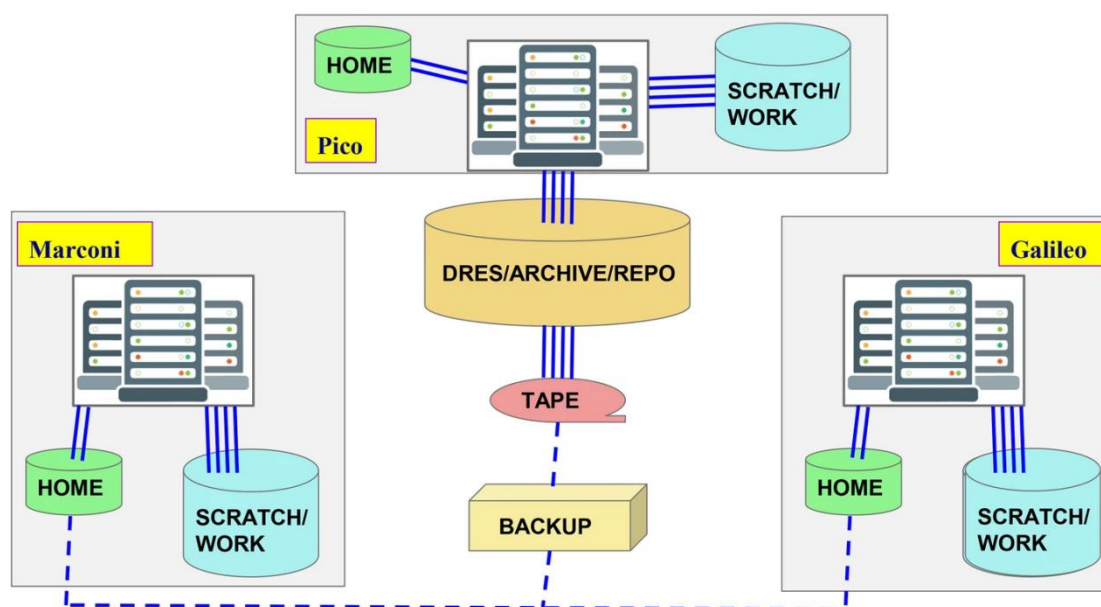 HOME
SCRATCH/
WORK
Pico
Marconi
DRES/ARCHIVE/REPO
Galileo
TAPE
HOME
SCRATCH/
WORK
BACKUP
HOME
SCRATCH/
WORK